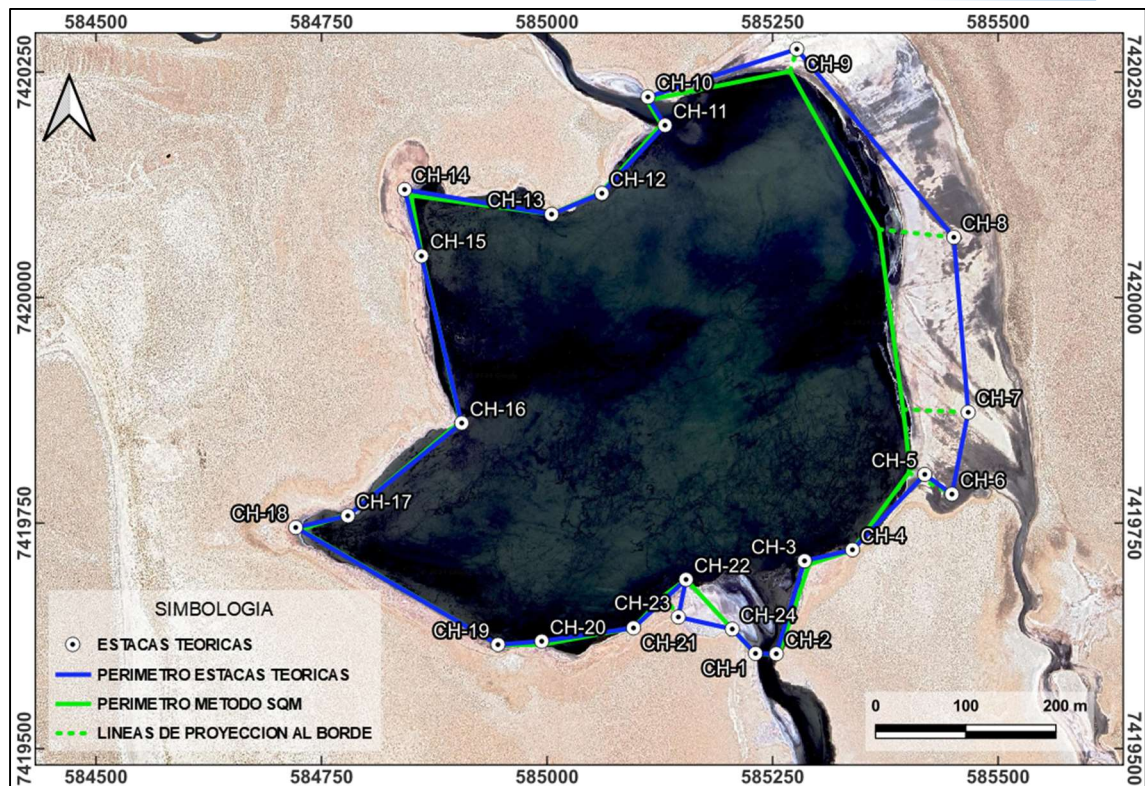 584500 584750 585000 585250 585500
7420250
7420250
CH-9
CH-10
CH-11
CH-14
CH-12
CH-13
CH-8
CH-15
7420000
7420000
CH-7
CH-16
CH-5
CH-6
CH-17
CH-18
7419750
7419750
CH-4
CH-3
CH-22
CH-23
CH-24
CH-20
CH-19
CH-21
CH-2
CH-1
SIMBOLOGIA
ESTACAS TEORICAS
PERIMETRO ESTACAS TEORICAS
PERIMETRO METODO SQM
LINEAS DE PROYECCION AL BORDE
0 100 200 m
7419500
7419500
584500 584750 585000 585250 585500